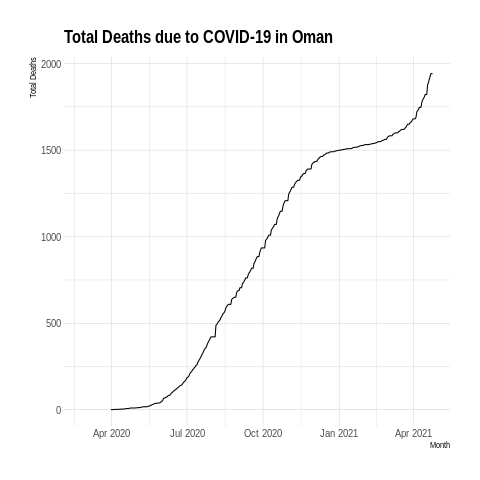 Total Deaths due to COVID-19 in Oman
Total Deaths
2000
1500
1000
500
0
Apr 2020 Jul 2020 Oct 2020 Jan 2021 Apr 2021
Month